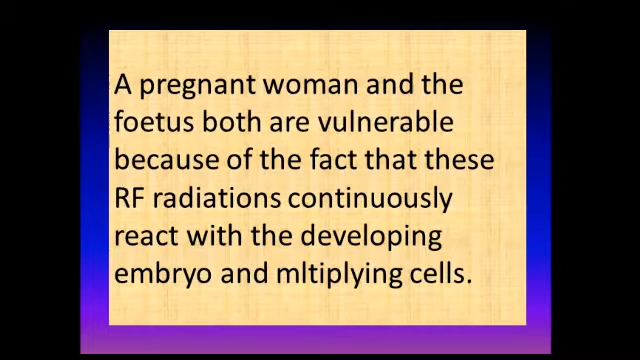 A pregnant woman and the
foetus both are vulnerable
because of the fact that these
RF radiations continuously
react with the developing
embryo and mltiplying cells.